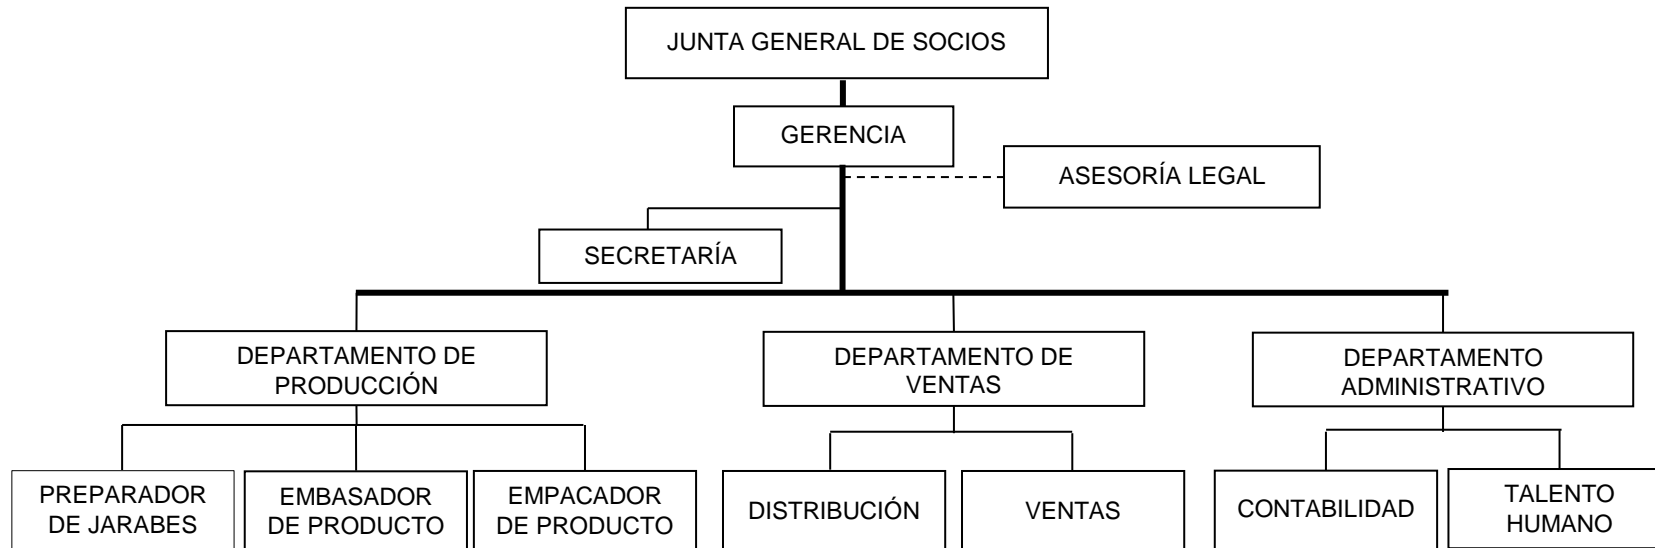 JUNTA GENERAL DE SOCIOS
GERENCIA
ASESORÍA LEGAL
SECRETARÍA
DEPARTAMENTO DE
PRODUCCIÓN
DEPARTAMENTO DE
VENTAS
DEPARTAMENTO
ADMINISTRATIVO
PREPARADOR
DE JARABES
EMBASADOR
DE PRODUCTO
EMPACADOR
DE PRODUCTO
DISTRIBUCIÓN
VENTAS
CONTABILIDAD
TALENTO
HUMANO